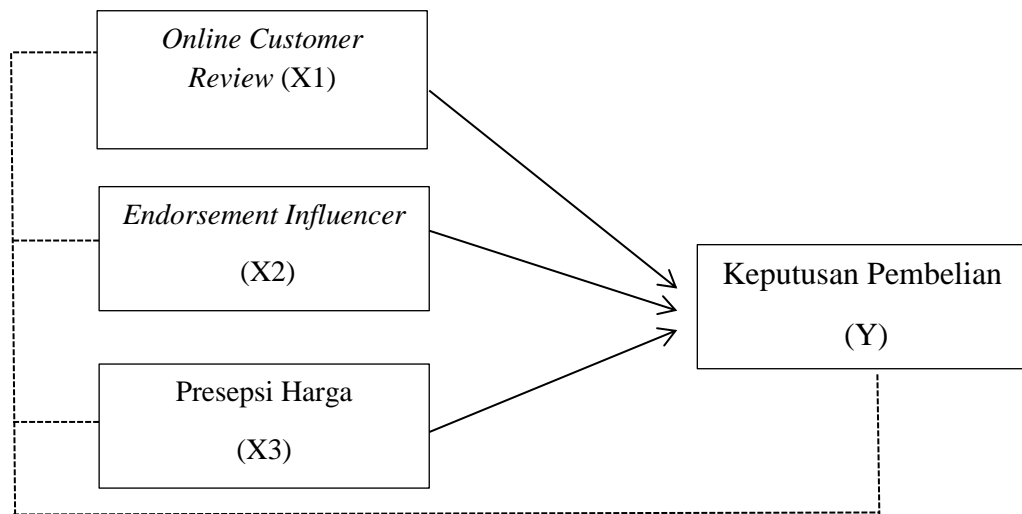 Online Customer
Review (X1)
Endorsement Influencer
(X2)
Presepsi Harga
(X3)
Keputusan Pembelian
(Y)